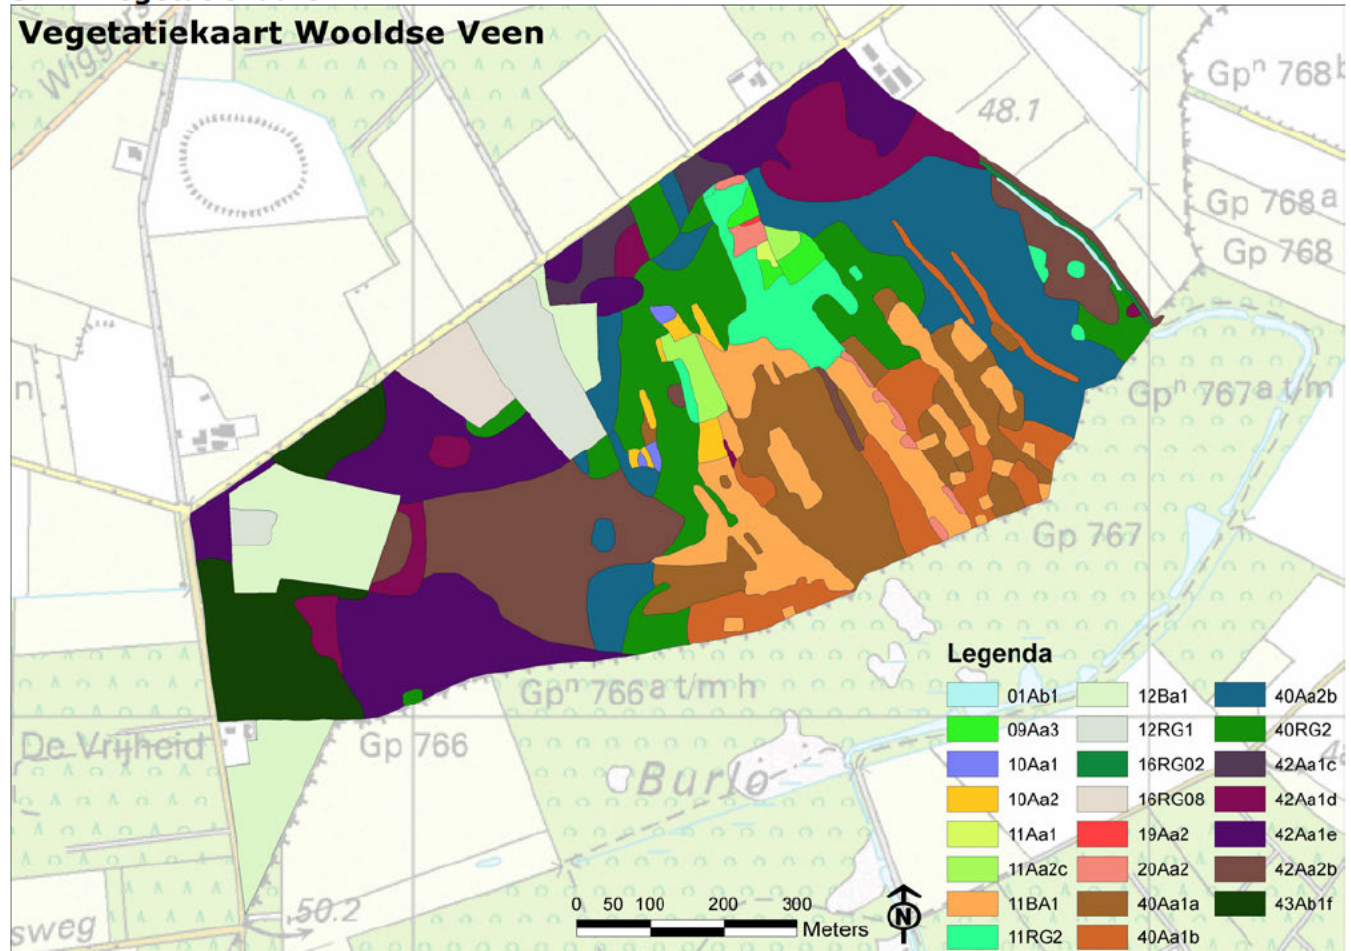 Vegetatiekaart Wooldse Veen
Wiggers
Gpⁿ 768ᵇ
48.1
Gp 768ᵃ
Gp 768
n
Gpⁿ 767ᵃ t/m
Gp 767
Gpⁿ 766ᵃ t/m h
De Vrijheid
Gp 766
Burlo
50.2
sweg
Legenda
01Ab1
09Aa3
10Aa1
10Aa2
11Aa1
11Aa2c
11BA1
11RG2
12Ba1
12RG1
16RG02
16RG08
19Aa2
20Aa2
40Aa1a
40Aa1b
40Aa2b
40RG2
42Aa1c
42Aa1d
42Aa1e
42Aa2b
43Ab1f
0 50 100 200 300
Meters
N